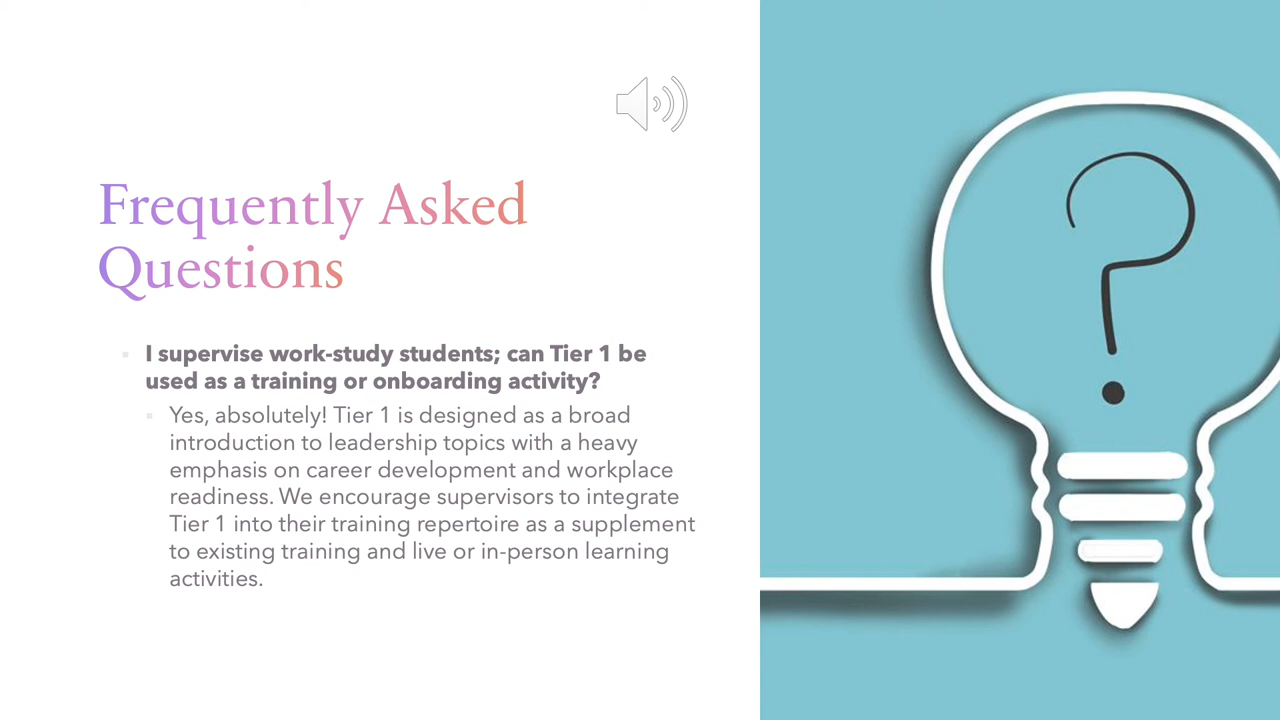 Frequently Asked
Questions
I supervise work-study students; can Tier 1 be
used as a training or onboarding activity?
Yes, absolutely! Tier 1 is designed as a broad
introduction to leadership topics with a heavy
emphasis on career development and workplace
readiness. We encourage supervisors to integrate
Tier 1 into their training repertoire as a supplement
to existing training and live or in-person learning
activities.
?